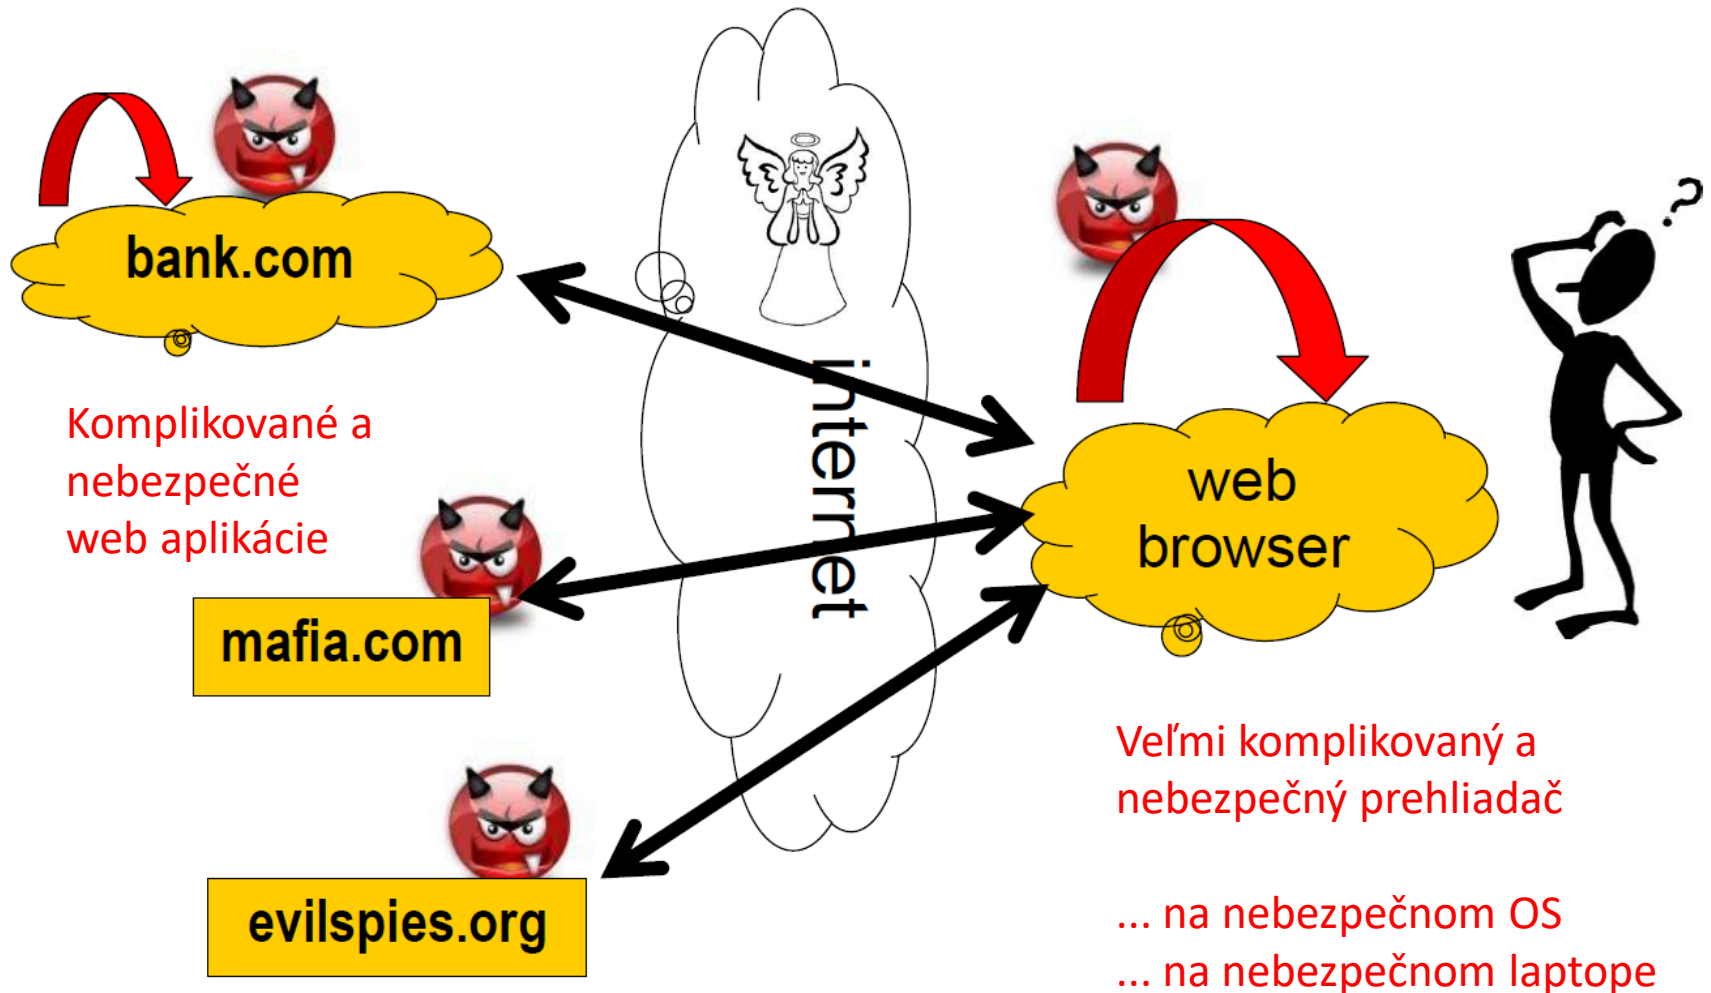 bank.com
Komplikované a
nebezpečné
web aplikácie
mafia.com
evilspies.org
internet
?
web
browser
Veľmi komplikovaný a
nebezpečný prehliadač
... na nebezpečnom OS
... na nebezpečnom laptope